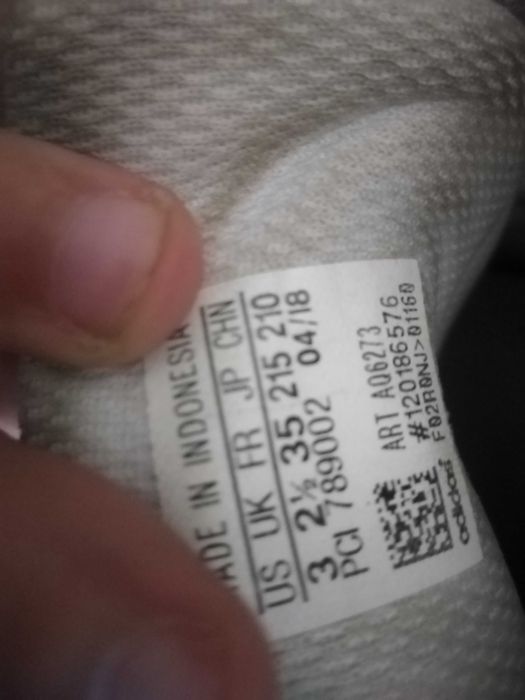 MADE IN INDONESIA
US UK FR JP CHN
3 2½ 35 215 210
PCI 789002 04/18
ART AQ6273
#120186576
F02R0NJ>01160
adidas